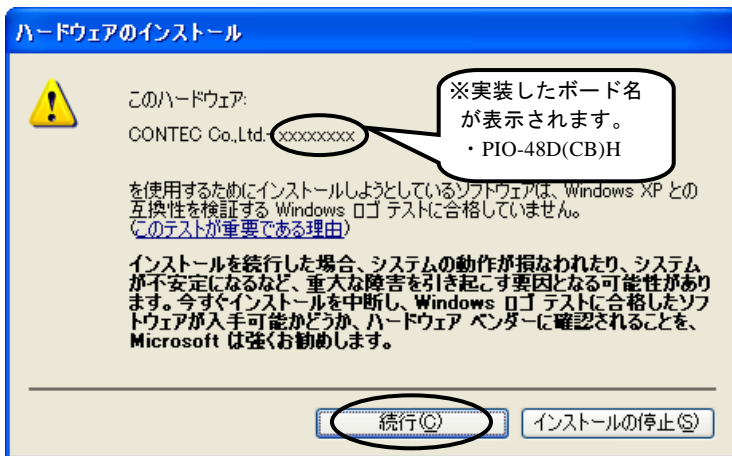 ハードウェアのインストール
このハードウェア:
CONTEC Co.,Ltd.- xxxxxxxx
※実装したボード名
が表示されます。
・PIO-48D(CB)H
を使用するためにインストールしようとしているソフトウェアは、Windows XP との
互換性を検証する Windows ロゴ テストに合格していません。
(このテストが重要である理由)
インストールを続行した場合、システムの動作が損なわれたり、システム
が不安定になるなど、重大な障害を引き起こす要因となる可能性があり
ます。今すぐインストールを中断し、Windows ロゴ テストに合格したソフ
トウェアが入手可能かどうか、ハードウェア ベンダーに確認されることを、
Microsoft は強くお勧めします。
続行(C)
インストールの停止(S)